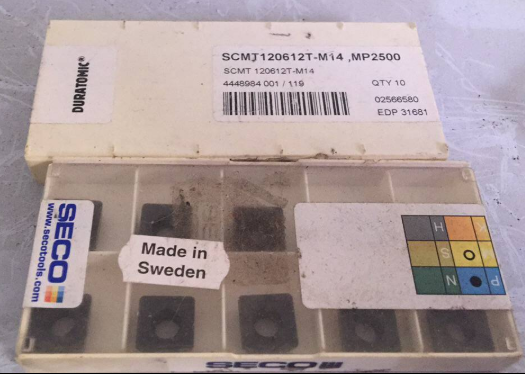 DURATOMIC®
SCMT120612T-M14 ,MP2500
SCMT 120612T-M14
4448984 001 / 119
QTY 10
02566580
EDP 31681
SECO
www.secotools.com
Made in
Sweden
K H
M S
P N
SECO